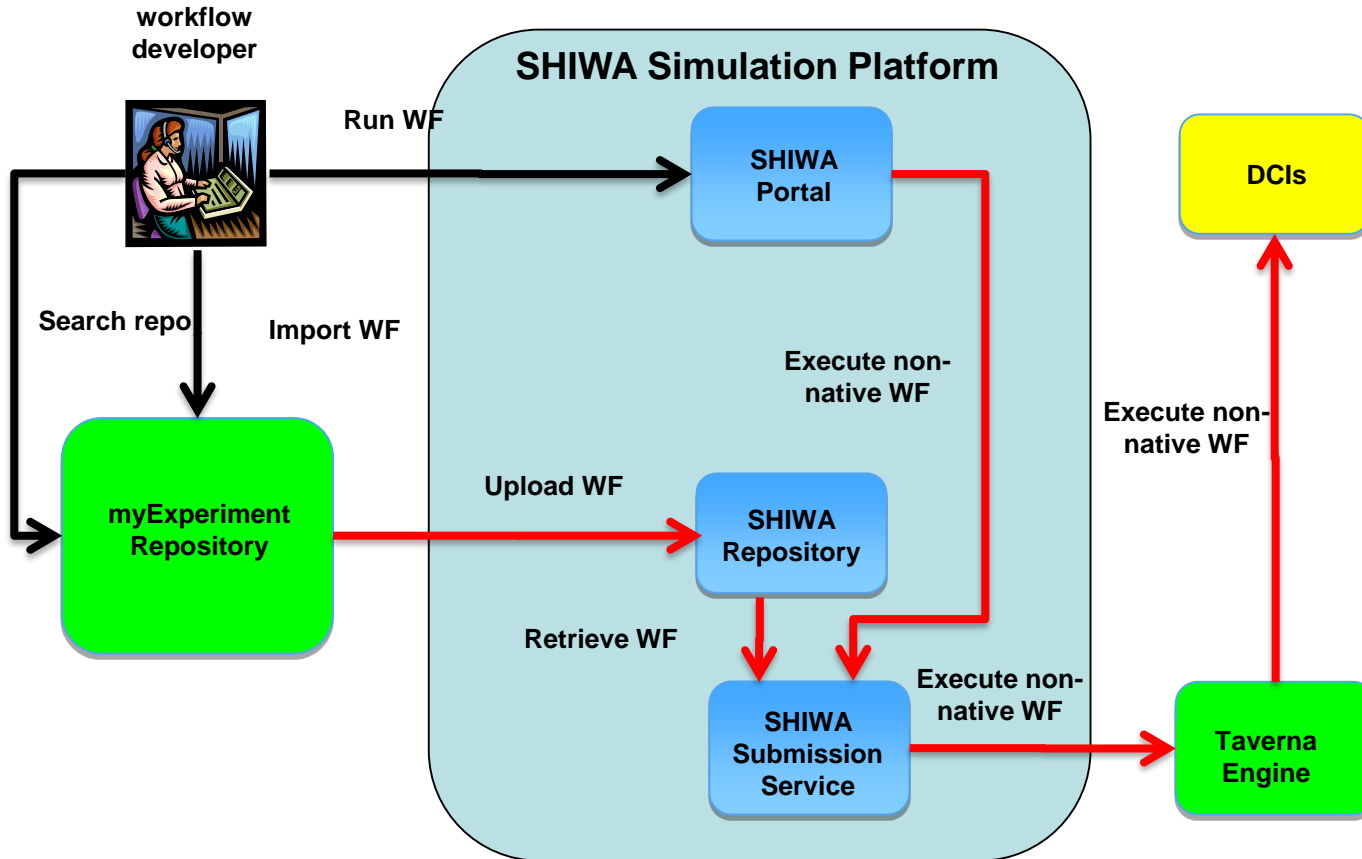 workflow
developer
SHIWA Simulation Platform
Run WF
SHIWA
Portal
DCIs
Search repo
Import WF
Execute non-
native WF
Execute non-
native WF
Upload WF
myExperiment
Repository
SHIWA
Repository
Retrieve WF
Execute non-
native WF
SHIWA
Submission
Service
Taverna
Engine